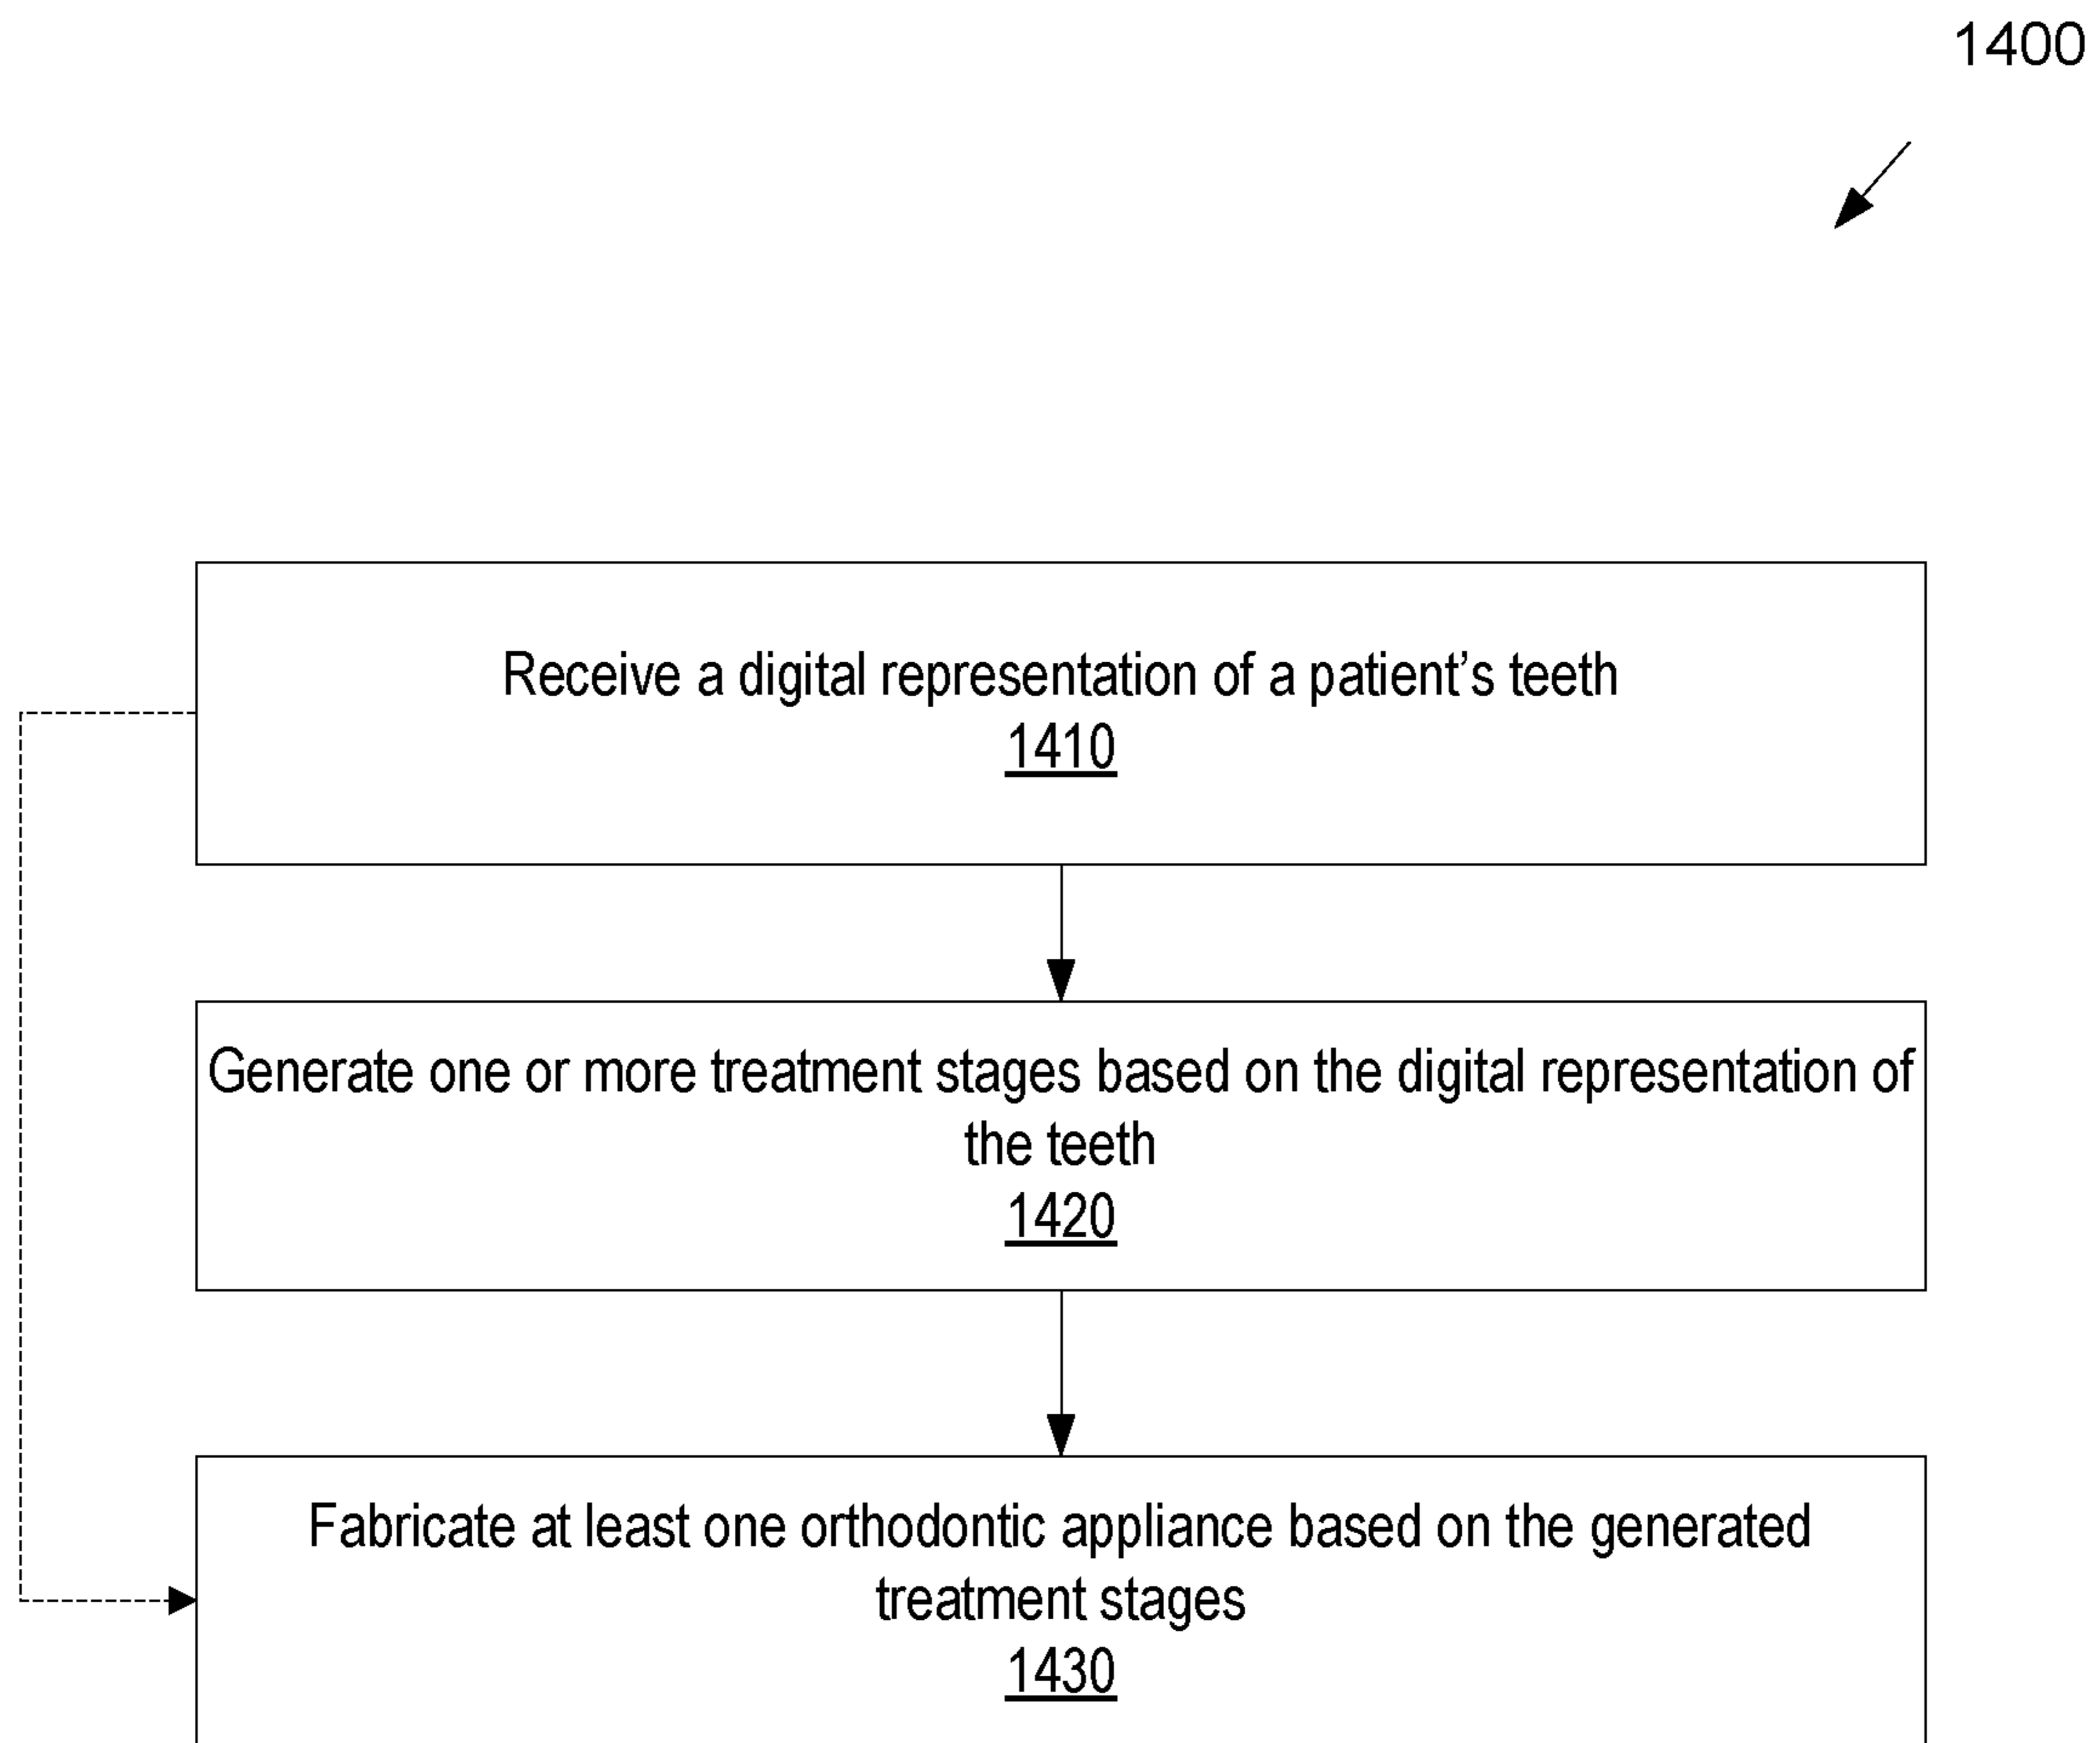 1400
Receive a digital representation of a patient’s teeth
1410
Generate one or more treatment stages based on the digital representation of
the teeth
1420
Fabricate at least one orthodontic appliance based on the generated
treatment stages
1430